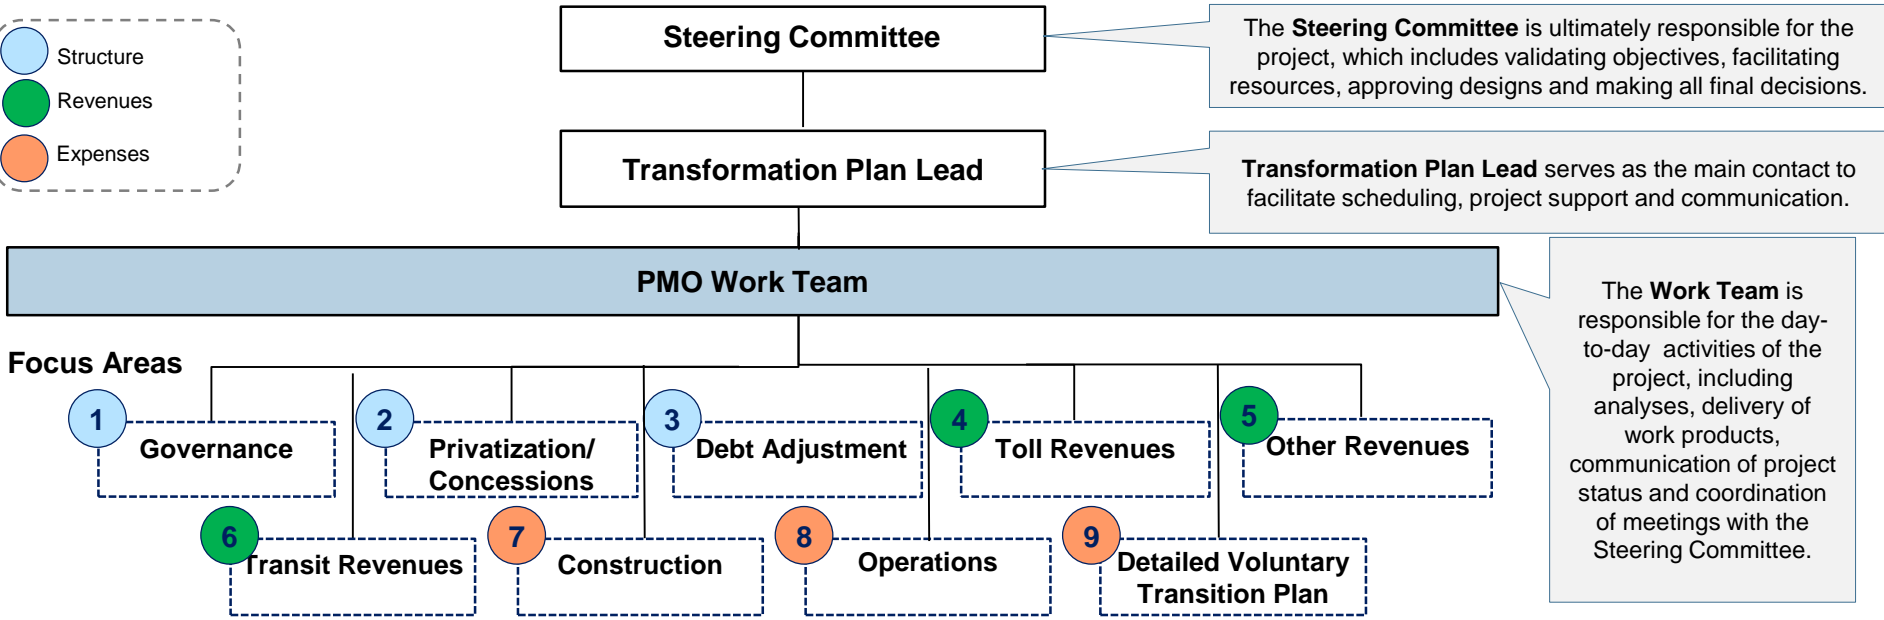 Structure
Revenues
Expenses
Steering Committee
The Steering Committee is ultimately responsible for the
project, which includes validating objectives, facilitating
resources, approving designs and making all final decisions.
Transformation Plan Lead
Transformation Plan Lead serves as the main contact to
facilitate scheduling, project support and communication.
PMO Work Team
The Work Team is
responsible for the day-
to-day activities of the
project, including
analyses, delivery of
work products,
communication of project
status and coordination
of meetings with the
Steering Committee.
Focus Areas
1
Governance
2
Privatization/
Concessions
3
Debt Adjustment
4
Toll Revenues
5
Other Revenues
6
Transit Revenues
7
Construction
8
Operations
9
Detailed Voluntary
Transition Plan